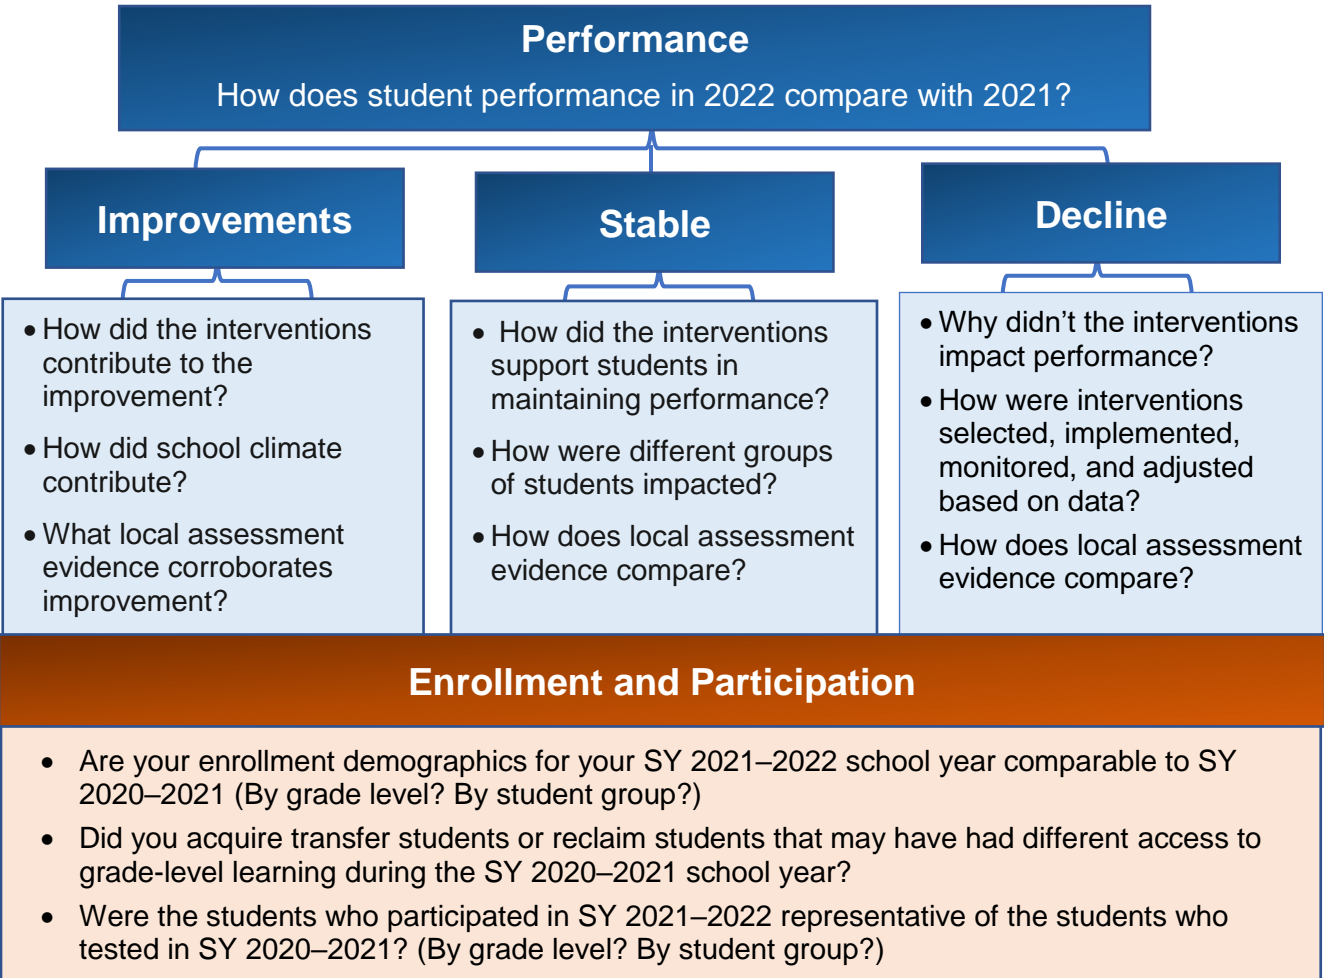 Performance
How does student performance in 2022 compare with 2021?
Improvements
• How did the interventions
contribute to the
improvement?
• How did school climate
contribute?
• What local assessment
evidence corroborates
improvement?
Stable
• How did the interventions
support students in
maintaining performance?
• How were different groups
of students impacted?
• How does local assessment
evidence compare?
Decline
• Why didn’t the interventions
impact performance?
• How were interventions
selected, implemented,
monitored, and adjusted
based on data?
• How does local assessment
evidence compare?
Enrollment and Participation
• Are your enrollment demographics for your SY 2021–2022 school year comparable to SY
2020–2021 (By grade level? By student group?)
• Did you acquire transfer students or reclaim students that may have had different access to
grade-level learning during the SY 2020–2021 school year?
• Were the students who participated in SY 2021–2022 representative of the students who
tested in SY 2020–2021? (By grade level? By student group?)